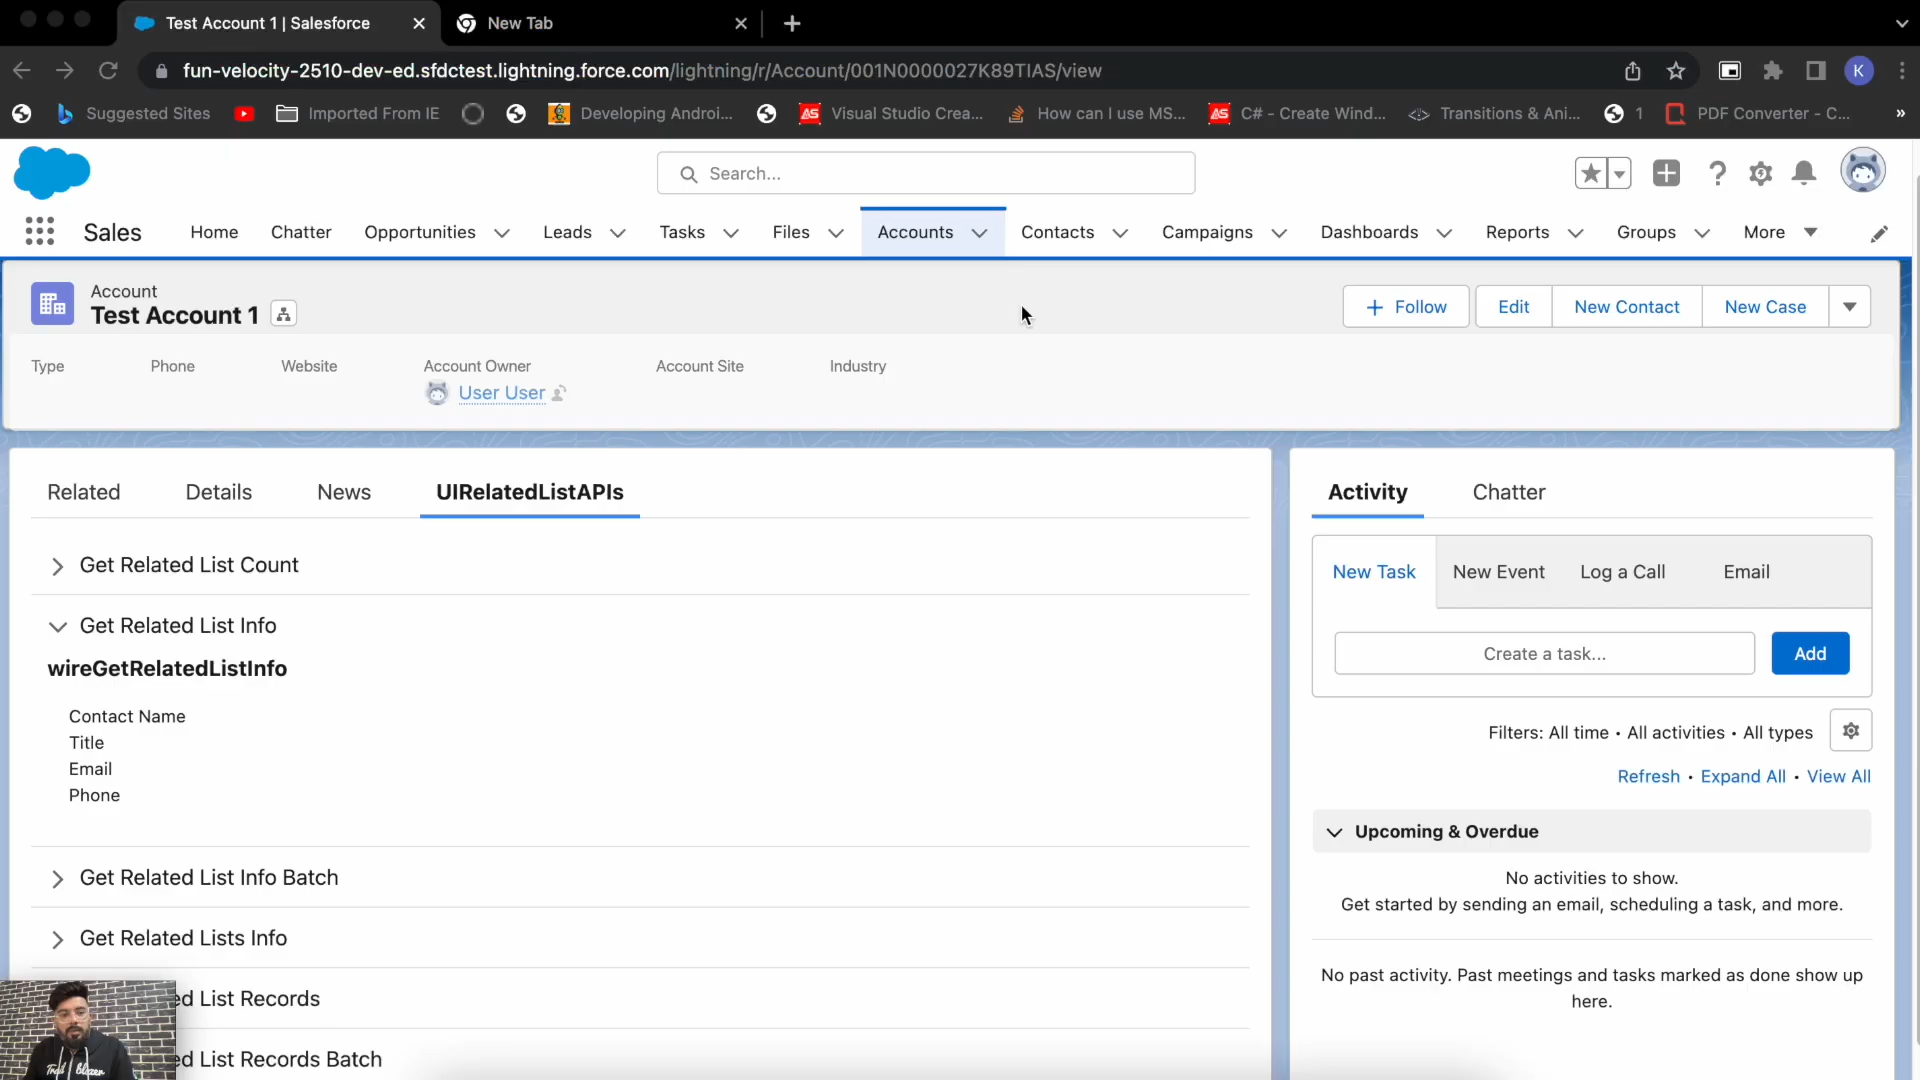 Test Account 1 | Salesforce
New Tab
fun-velocity-2510-dev-ed.sfdctest.lightning.force.com/lightning/r/Account/001N0000027K89TIAS/view
K
Suggested Sites
Imported From IE
Developing Androi...
Visual Studio Crea...
How can I use MS...
C# - Create Wind...
Transitions & Ani...
1
PDF Converter - C...
»
Search...
Sales
Home
Chatter
Opportunities
Leads
Tasks
Files
Accounts
Contacts
Campaigns
Dashboards
Reports
Groups
More
Account
Test Account 1
Follow
Edit
New Contact
New Case
Type
Phone
Website
Account Owner
Account Site
Industry
User User
Related
Details
News
UIRelatedListAPIs
Get Related List Count
Get Related List Info
wireGetRelatedListInfo
Contact Name
Title
Email
Phone
Get Related List Info Batch
Get Related Lists Info
ed List Records
ed List Records Batch
Activity
Chatter
New Task
New Event
Log a Call
Email
Create a task...
Add
Filters: All time • All activities • All types
Refresh • Expand All • View All
Upcoming & Overdue
No activities to show.
Get started by sending an email, scheduling a task, and more.
No past activity. Past meetings and tasks marked as done show up
here.